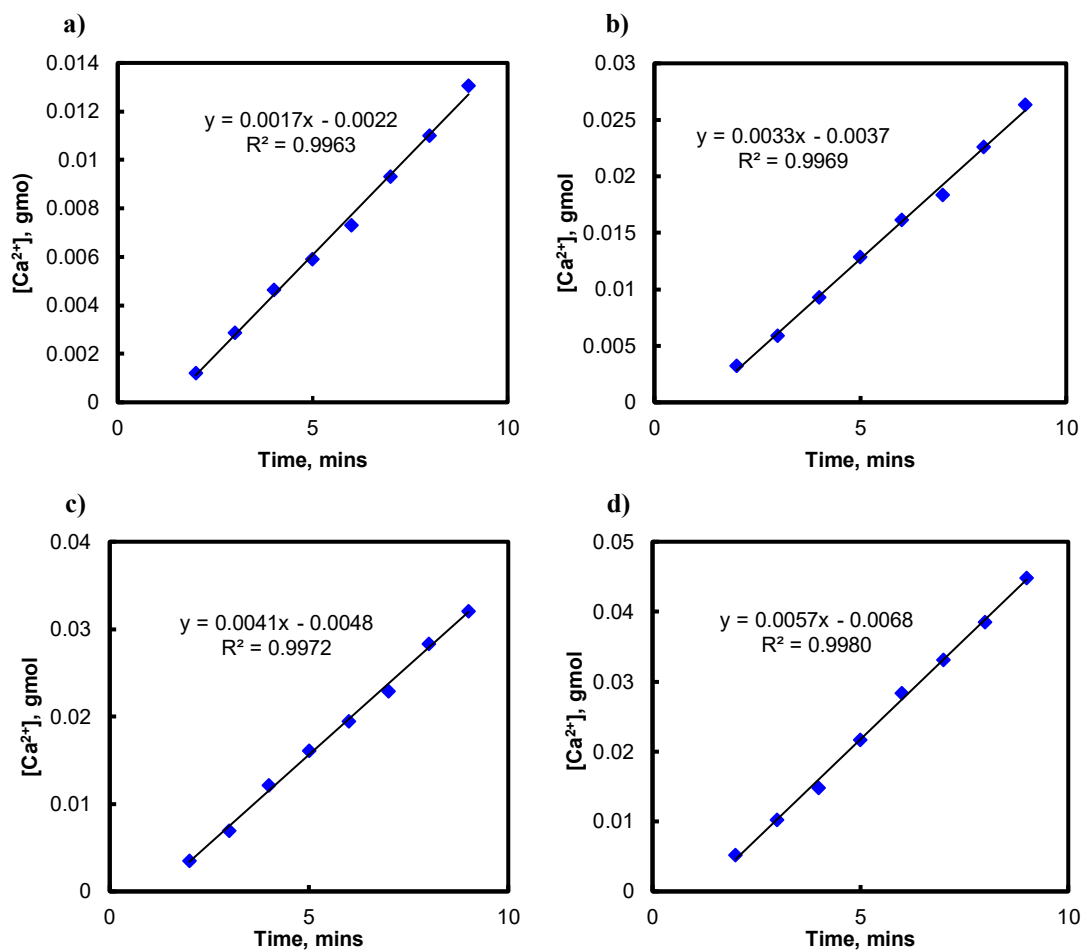 a)
0.014
0.012
0.01
0.008
0.006
0.004
0.002
0
[Ca²⁺], gmo)
y = 0.0017x - 0.0022
R² = 0.9963
0
5
10
Time, mins
b)
0.03
0.025
0.02
0.015
0.01
0.005
0
[Ca²⁺], gmol
y = 0.0033x - 0.0037
R² = 0.9969
0
5
10
Time, mins
c)
0.04
0.03
0.02
0.01
0
[Ca²⁺], gmol
y = 0.0041x - 0.0048
R² = 0.9972
0
5
10
Time, mins
d)
0.05
0.04
0.03
0.02
0.01
0
[Ca²⁺], gmol
y = 0.0057x - 0.0068
R² = 0.9980
0
5
10
Time, mins